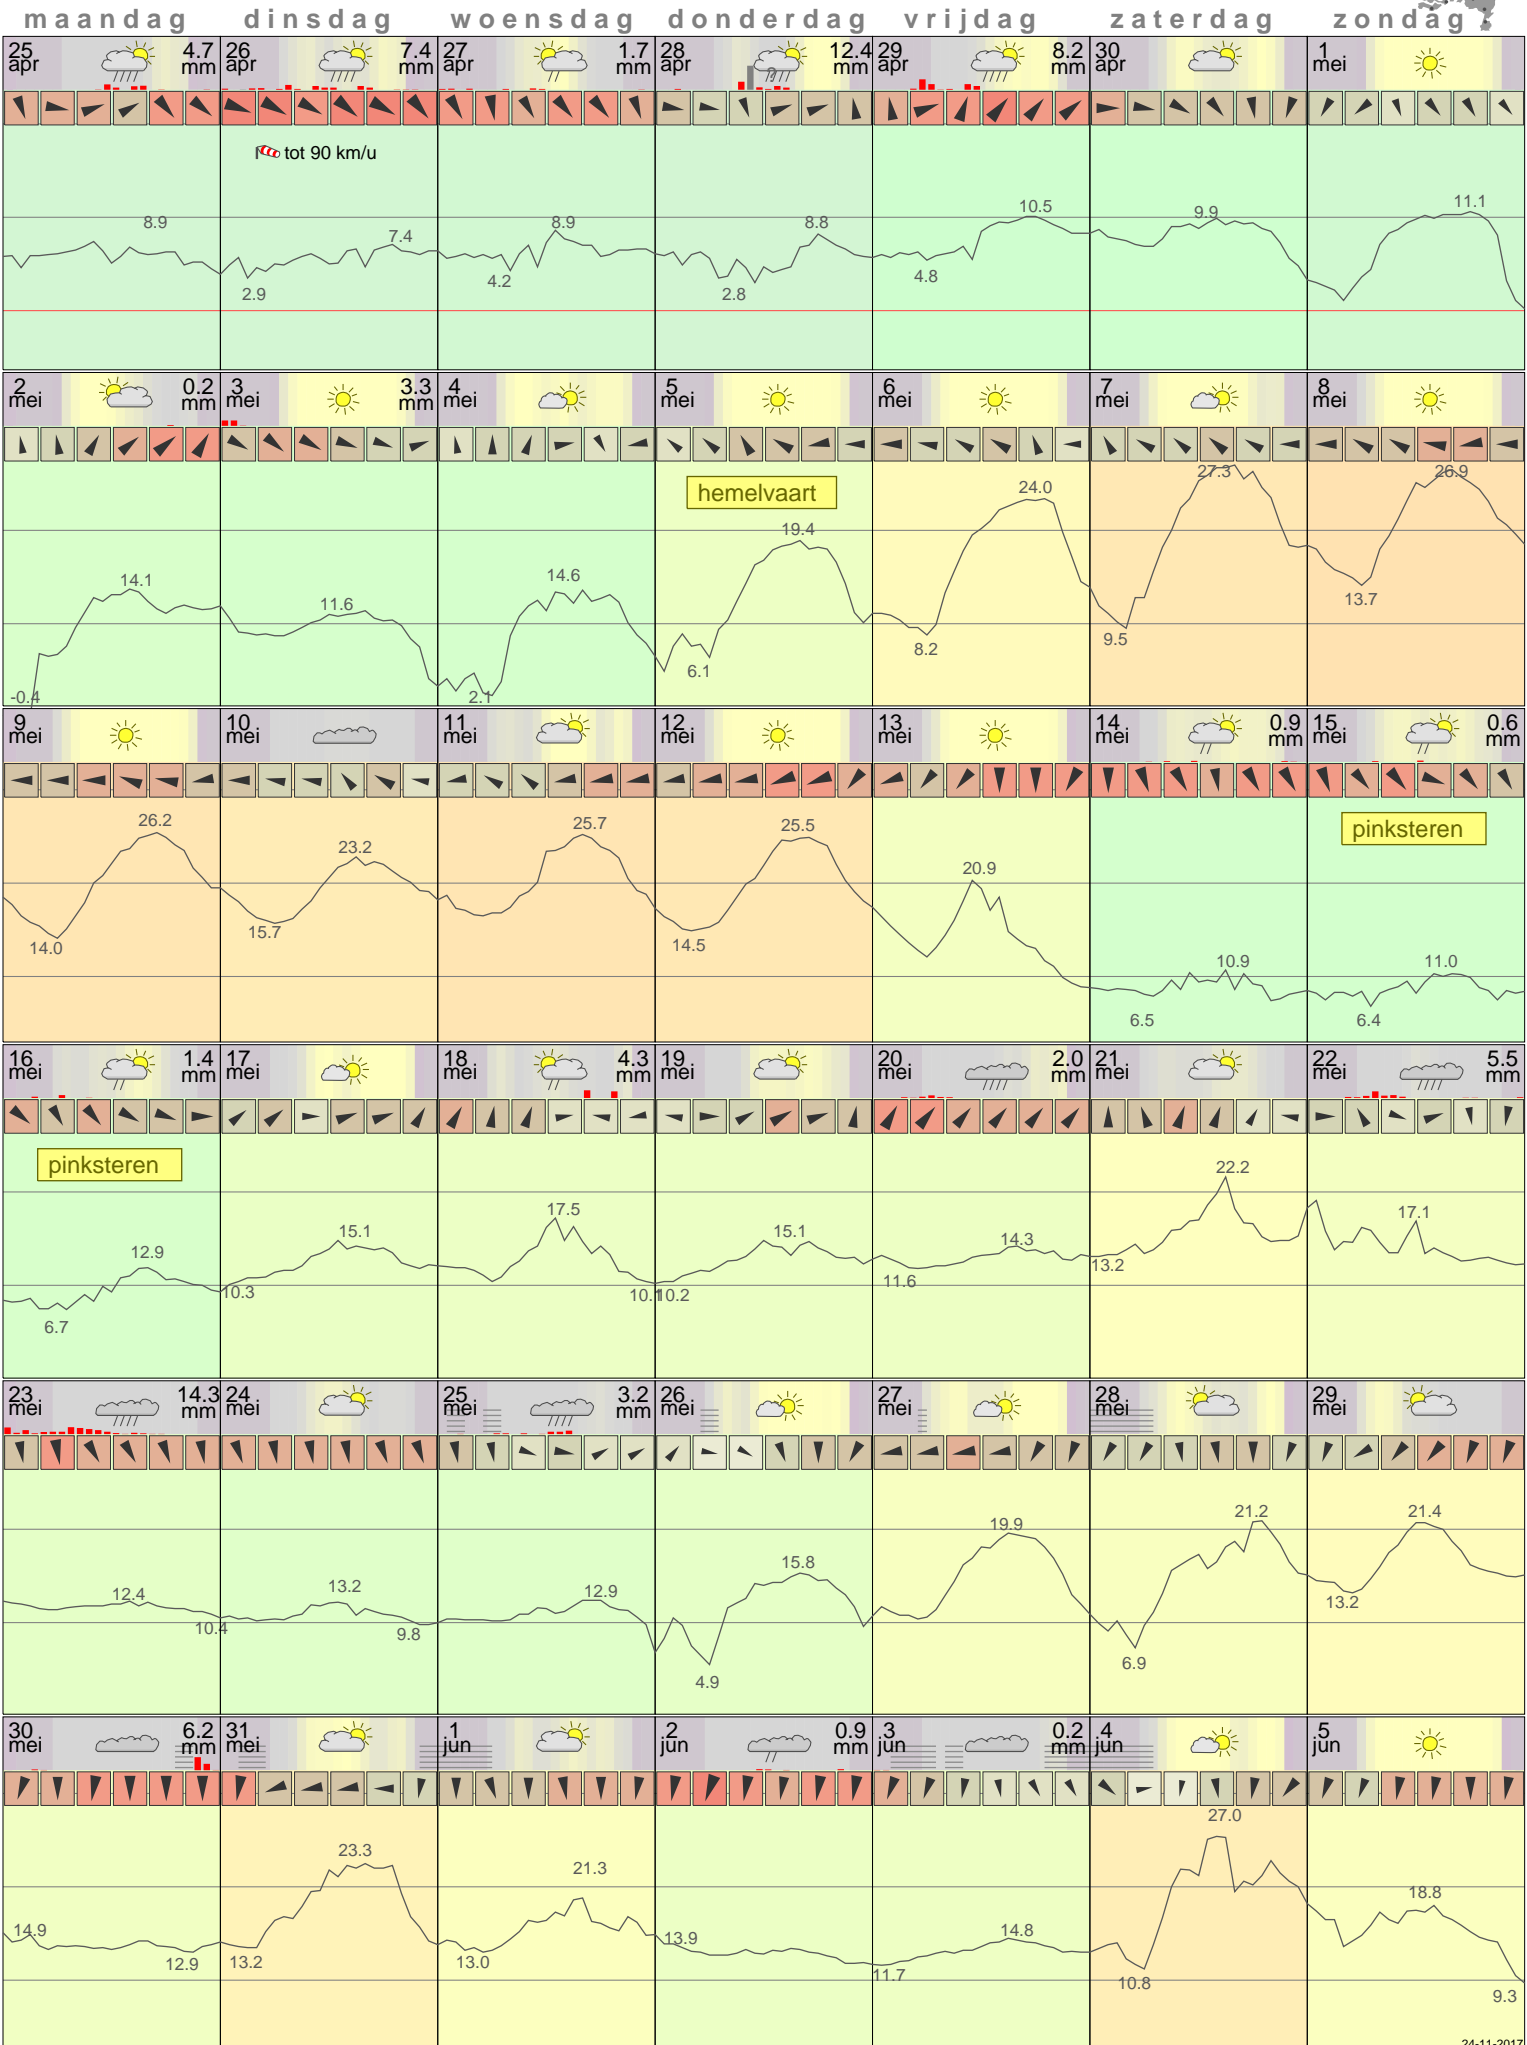 maandag dinsdag woensdag donderdag vrijdag zaterdag zondag
25 4.7 26 7.4 27 1.7 28 12.4 29 8.2 30 1
apr mm apr mm apr mm apr ? mm apr mm apr mei
tot 90 km/u
8.9 7.4 8.9 8.8 10.5 9.9 11.1
2.9 4.2 2.8 4.8
2 0.2 3 3.3 4 5 6 7 8
mei mm mei mm mei mei mei mei mei
hemelvaart
14.1 11.6 14.6 19.4 24.0 27.3 26.9
-0.4 2.1 6.1 8.2 9.5 13.7
9 10 11 12 13 14 0.9 15 0.6
mei mei mei mei mei mei mm mei mm
pinksteren
26.2 23.2 25.7 25.5 20.9 10.9 11.0
14.0 15.7 14.5 6.5 6.4
16 1.4 17 18 4.3 19 20 2.0 21 22 5.5
mei mm mei mei mm mei mei mm mei mei mm
pinksteren
12.9 15.1 17.5 15.1 14.3 22.2 17.1
6.7 10.3 10.1 10.2 11.6 13.2
23 14.3 24 25 3.2 26 27 28 29
mei mm mei mei mm mei mei mei mei
12.4 13.2 12.9 15.8 19.9 21.2 21.4
10.4 9.8 4.9 6.9 13.2
30 6.2 31 1 2 0.9 3 0.2 4 5
mei mm mei jun jun mm jun mm jun jun
14.9 23.3 21.3 13.9 14.8 27.0 18.8
12.9 13.2 13.0 11.7 10.8 9.3
24-11-2017